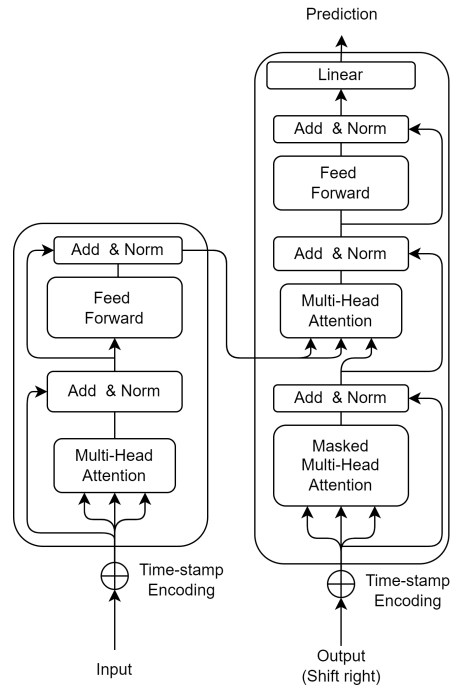 Prediction
Linear
Add & Norm
Feed
Forward
Add & Norm
Multi-Head
Attention
Add & Norm
Masked
Multi-Head
Attention
Time-stamp
Encoding
Output
(Shift right)
Add & Norm
Feed
Forward
Add & Norm
Multi-Head
Attention
Time-stamp
Encoding
Input